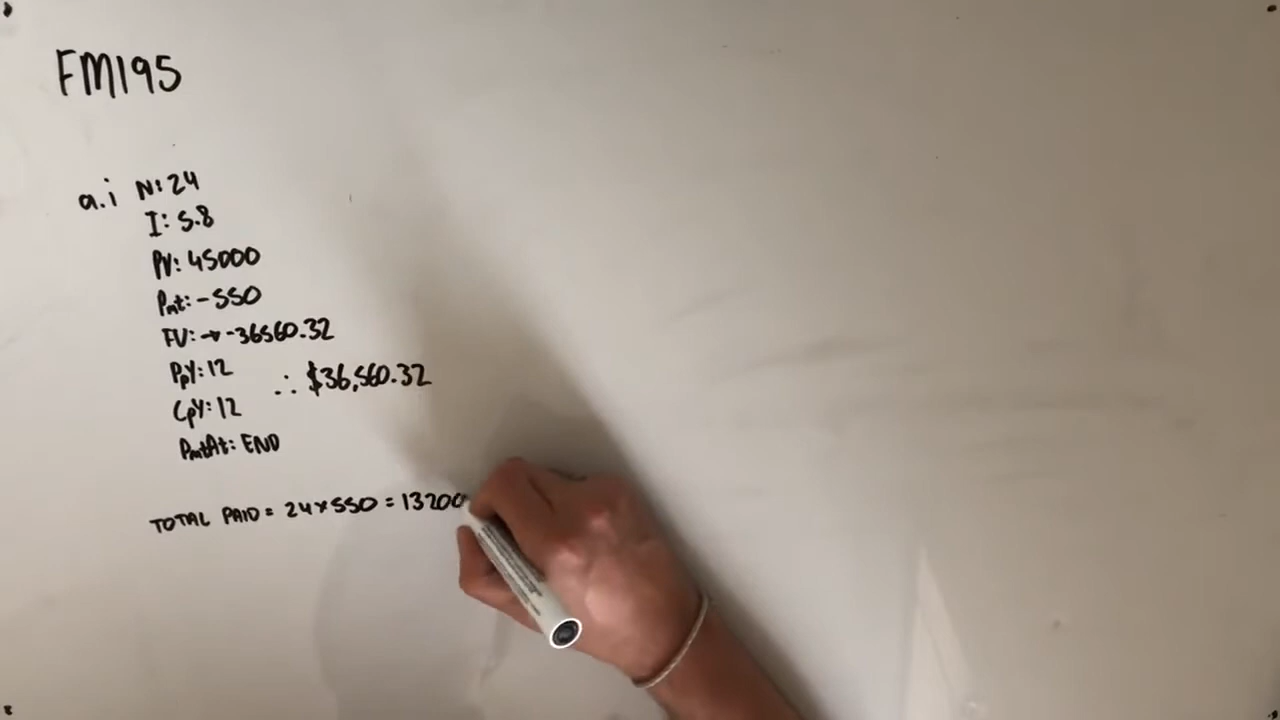 FM195
a.i N: 24
I: 5.8
PV: 45000
Pmt: -550
FV: → -36560.32
PpY: 12
∴ $36,560.32
CpY: 12
PmtAt: END
TOTAL PAID = 24 × 550 = 13200